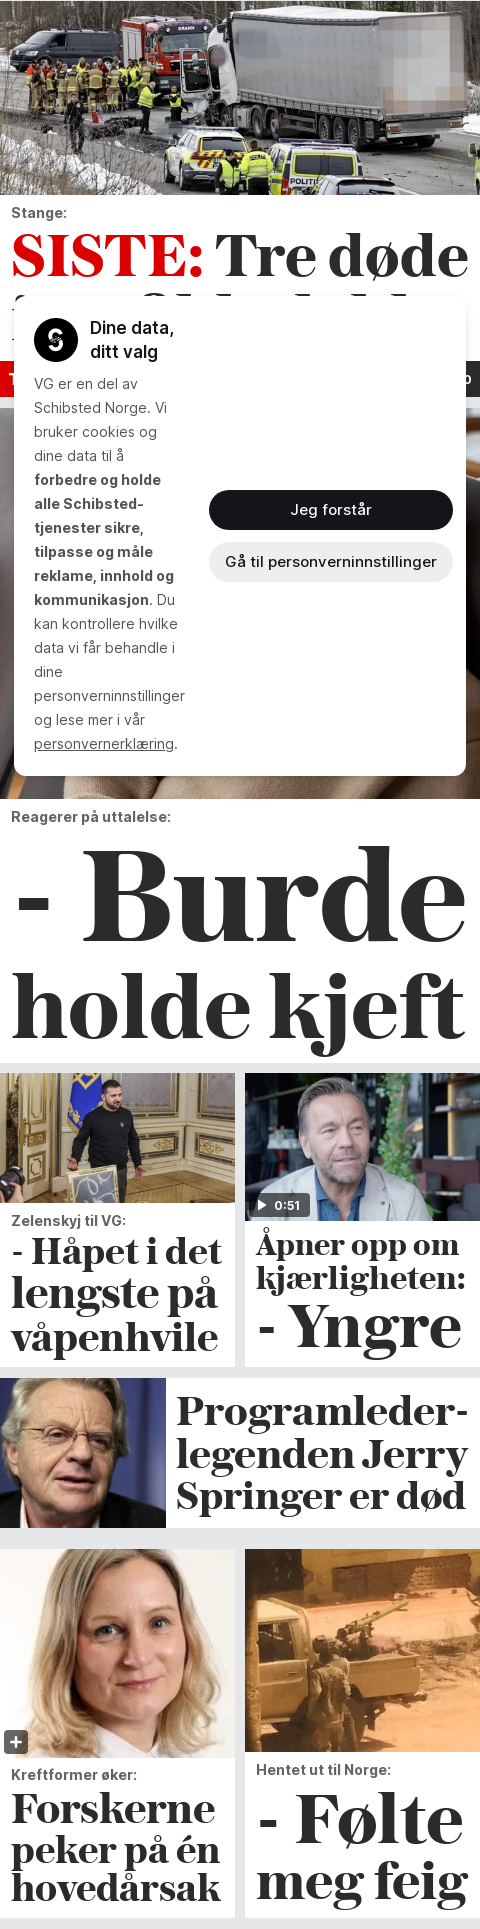 Stange:
SISTE: Tre døde
Dine data,
ditt valg
VG er en del av
Schibsted Norge. Vi
bruker cookies og
dine data til å
forbedre og holde
alle Schibsted-
tjenester sikre,
tilpasse og måle
reklame, innhold og
kommunikasjon. Du
kan kontrollere hvilke
data vi får behandle i
dine
personverninnstillinger
og lese mer i vår
personvernerklæring.
Jeg forstår
Gå til personverninnstillinger
Reagerer på uttalelse:
- Burde
holde kjeft
Zelenskyj til VG:
- Håpet i det
lengste på
våpenhvile
0:51
Åpner opp om
kjærligheten:
- Yngre
Programleder-
legenden Jerry
Springer er død
Kreftformer øker:
Forskerne
peker på én
hovedårsak
Hentet ut til Norge:
- Følte
meg feig